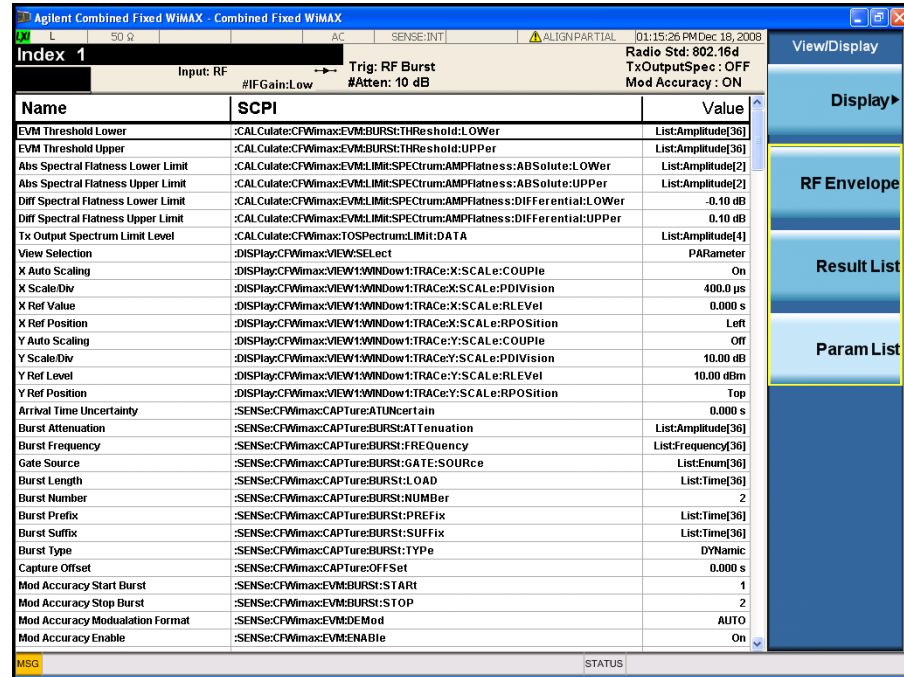 Agilent Combined Fixed WiMAX - Combined Fixed WiMAX
LXI L 50 Ω AC SENSE:INT ALIGN PARTIAL 01:15:26 PM Dec 18, 2008
Index 1
Input: RF
#IFGain:Low
Trig: RF Burst
#Atten: 10 dB
Radio Std: 802.16d
TxOutputSpec: OFF
Mod Accuracy: ON
Name SCPI Value
EVM Threshold Lower :CALCulate:CFWimax:EVM:BURSt:THReshold:LOWer List:Amplitude[36]
EVM Threshold Upper :CALCulate:CFWimax:EVM:BURSt:THReshold:UPPer List:Amplitude[36]
Abs Spectral Flatness Lower Limit :CALCulate:CFWimax:EVM:LIMit:SPECtrum:AMPFlatness:ABSolute:LOWer List:Amplitude[2]
Abs Spectral Flatness Upper Limit :CALCulate:CFWimax:EVM:LIMit:SPECtrum:AMPFlatness:ABSolute:UPPer List:Amplitude[2]
Diff Spectral Flatness Lower Limit :CALCulate:CFWimax:EVM:LIMit:SPECtrum:AMPFlatness:DIFFerential:LOWer -0.10 dB
Diff Spectral Flatness Upper Limit :CALCulate:CFWimax:EVM:LIMit:SPECtrum:AMPFlatness:DIFFerential:UPPer 0.10 dB
Tx Output Spectrum Limit Level :CALCulate:CFWimax:TOSPectrum:LIMit:DATA List:Amplitude[4]
View Selection :DISPlay:CFWimax:VIEW:SELect PARameter
X Auto Scaling :DISPlay:CFWimax:VIEW1:WINDow1:TRACe:X:SCALe:COUPle On
X Scale/Div :DISPlay:CFWimax:VIEW1:WINDow1:TRACe:X:SCALe:PDIVision 400.0 µs
X Ref Value :DISPlay:CFWimax:VIEW1:WINDow1:TRACe:X:SCALe:RLEVel 0.000 s
X Ref Position :DISPlay:CFWimax:VIEW1:WINDow1:TRACe:X:SCALe:RPOSition Left
Y Auto Scaling :DISPlay:CFWimax:VIEW1:WINDow1:TRACe:Y:SCALe:COUPle Off
Y Scale/Div :DISPlay:CFWimax:VIEW1:WINDow1:TRACe:Y:SCALe:PDIVision 10.00 dB
Y Ref Level :DISPlay:CFWimax:VIEW1:WINDow1:TRACe:Y:SCALe:RLEVel 10.00 dBm
Y Ref Position :DISPlay:CFWimax:VIEW1:WINDow1:TRACe:Y:SCALe:RPOSition Top
Arrival Time Uncertainty :SENSe:CFWimax:CAPTure:ATUNcertain 0.000 s
Burst Attenuation :SENSe:CFWimax:CAPTure:BURSt:ATTenuation List:Amplitude[36]
Burst Frequency :SENSe:CFWimax:CAPTure:BURSt:FREQuency List:Frequency[36]
Gate Source :SENSe:CFWimax:CAPTure:BURSt:GATE:SOURce List:Enum[36]
Burst Length :SENSe:CFWimax:CAPTure:BURSt:LOAD List:Time[36]
Burst Number :SENSe:CFWimax:CAPTure:BURSt:NUMBer 2
Burst Prefix :SENSe:CFWimax:CAPTure:BURSt:PREFix List:Time[36]
Burst Suffix :SENSe:CFWimax:CAPTure:BURSt:SUFFix List:Time[36]
Burst Type :SENSe:CFWimax:CAPTure:BURSt:TYPe DYNamic
Capture Offset :SENSe:CFWimax:CAPTure:OFFSet 0.000 s
Mod Accuracy Start Burst :SENSe:CFWimax:EVM:BURSt:STARt 1
Mod Accuracy Stop Burst :SENSe:CFWimax:EVM:BURSt:STOP 2
Mod Accuracy Modualation Format :SENSe:CFWimax:EVM:DEMod AUTO
Mod Accuracy Enable :SENSe:CFWimax:EVM:ENABle On
MSG STATUS
View/Display
Display
RF Envelope
Result List
Param List